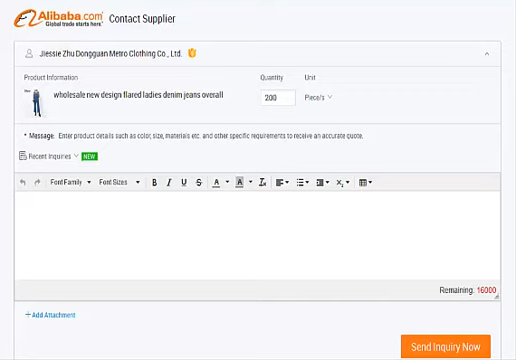 Alibaba.com
Global trade starts here.
Contact Supplier
Jiessie Zhu Dongguan Metro Clothing Co., Ltd.
Product Information
Quantity
Unit
wholesale new design flared ladies denim jeans overall
200
Piece/s
* Message: Enter product details such as color, size, materials etc. and other specific requirements to receive an accurate quote.
Recent Inquiries NEW
Font Family Font Sizes B I U S A A
Remaining: 16000
+ Add Attachment
Send Inquiry Now